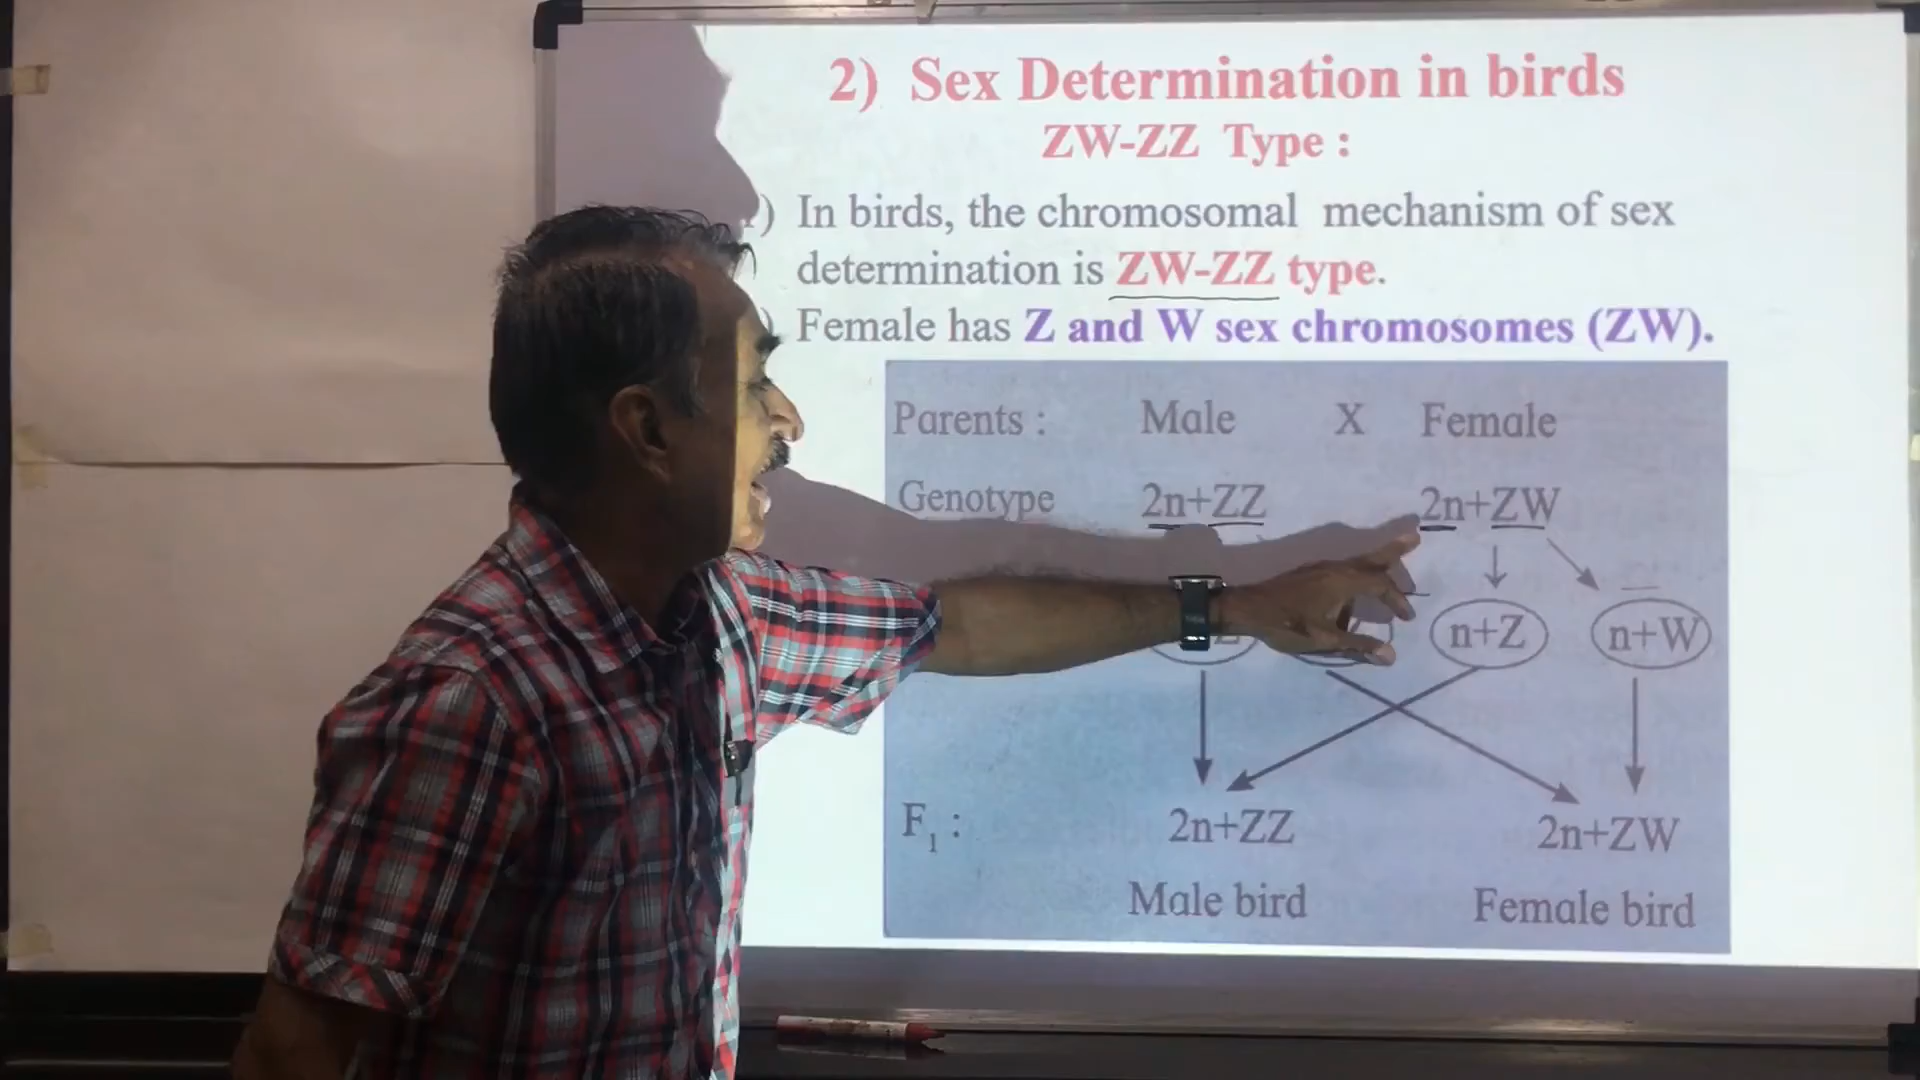 2) Sex Determination in birds
ZW-ZZ Type :
) In birds, the chromosomal mechanism of sex
determination is ZW-ZZ type.
) Female has Z and W sex chromosomes (ZW).
Parents : Male X Female
Genotype 2n+ZZ 2n+ZW
n+Z n+W
F1 : 2n+ZZ 2n+ZW
Male bird Female bird